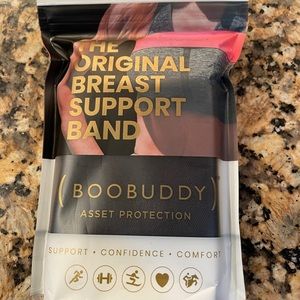 THE
ORIGINAL
BREAST
SUPPORT
BAND
(BOOBUDDY)
ASSET PROTECTION
SUPPORT • CONFIDENCE • COMFORT